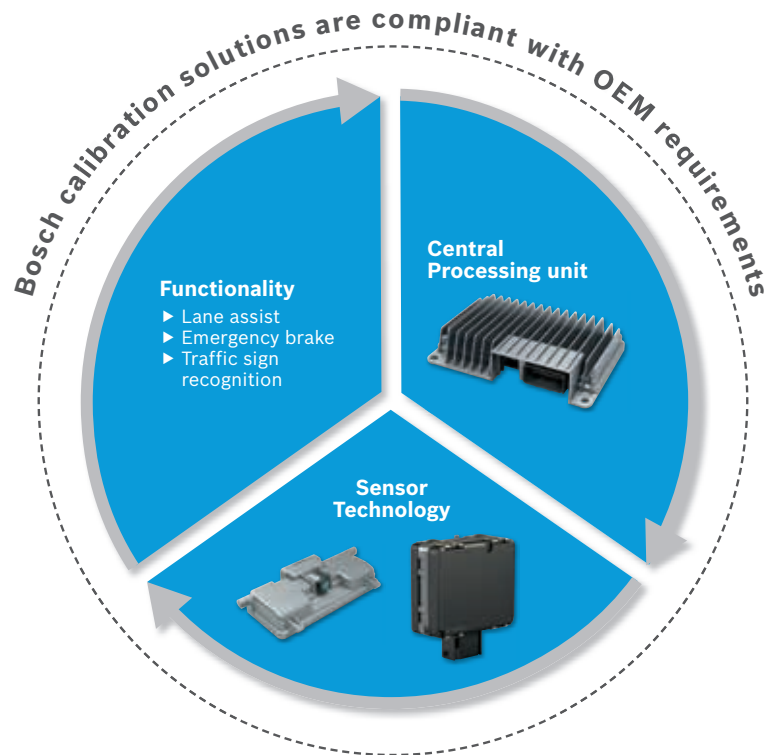 Bosch calibration solutions are compliant with OEM requirements
Functionality
▶ Lane assist
▶ Emergency brake
▶ Traffic sign
recognition
Central
Processing unit
Sensor
Technology